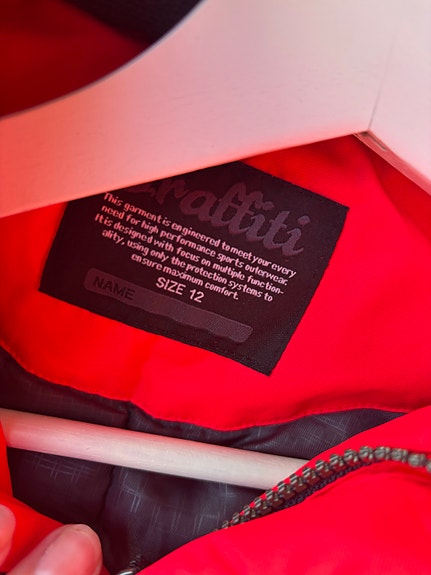 Graffiti
This garment is engineered to meet your every
need for high performance sports outerwear.
It is designed with focus on multiple function-
ality, using only the protection systems to
ensure maximum comfort.
SIZE 12
NAME